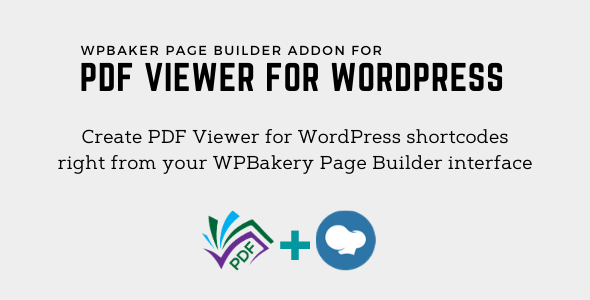 WPBAKER PAGE BUILDER ADDON FOR
PDF VIEWER FOR WORDPRESS
Create PDF Viewer for WordPress shortcodes
right from your WPBakery Page Builder interface
PDF
+